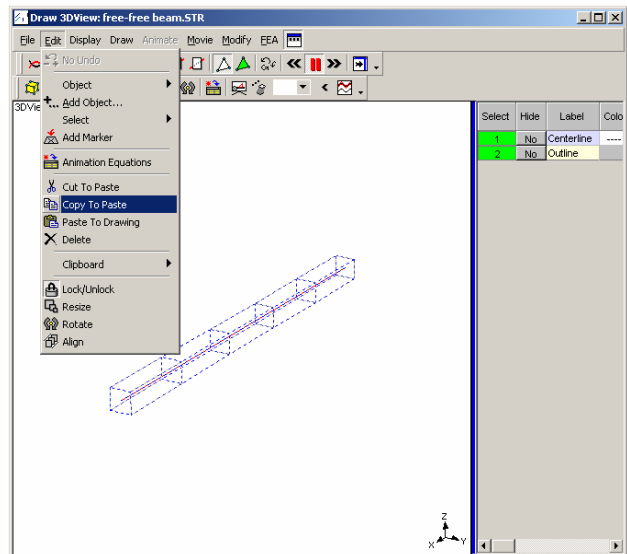 Draw 3DView: free-free beam.STR
File Edit Display Draw Animate Movie Modify FEA
No Undo
Object
Add Object...
Select
Add Marker
Animation Equations
Cut To Paste
Copy To Paste
Paste To Drawing
Delete
Clipboard
Lock/Unlock
Resize
Rotate
Align
3DVie
Select Hide Label Colo
1 No Centerline ----
2 No Outline
Z
X Y